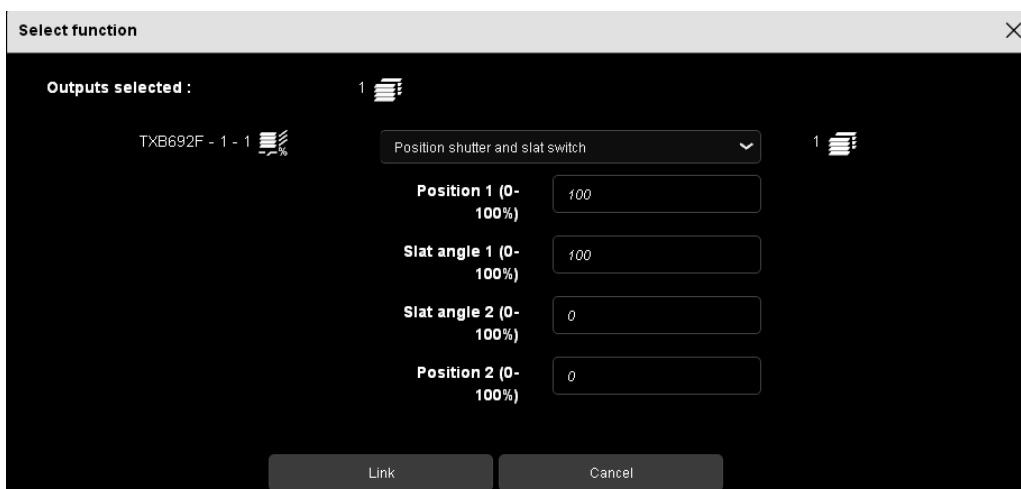 Select function
Outputs selected :
1
TXB692F - 1 - 1
%
Position shutter and slat switch
1
Position 1 (0-
100%)
100
Slat angle 1 (0-
100%)
100
Slat angle 2 (0-
100%)
0
Position 2 (0-
100%)
0
Link
Cancel